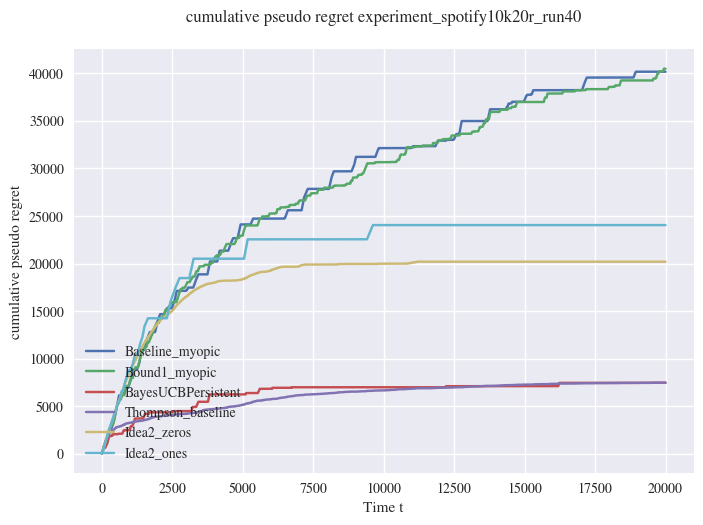 cumulative pseudo regret experiment_spotify10k20r_run40
cumulative pseudo regret
40000
35000
30000
25000
20000
15000
10000
5000
0
Baseline_myopic
Bound1_myopic
BayesUCBPersistent
Thompson_baseline
Idea2_zeros
Idea2_ones
0 2500 5000 7500 10000 12500 15000 17500 20000
Time t